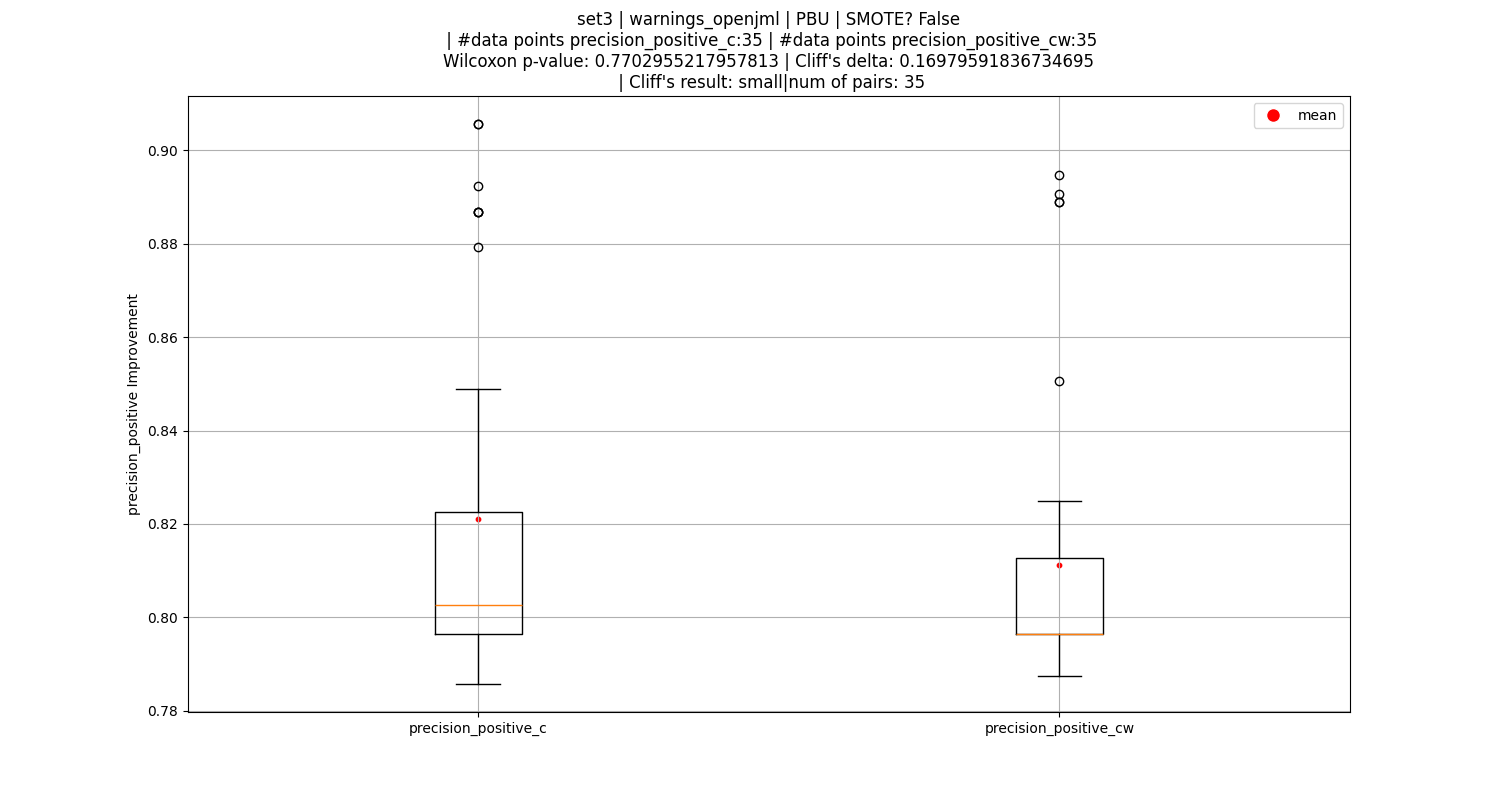 set3 | warnings_openjml | PBU | SMOTE? False
| #data points precision_positive_c:35 | #data points precision_positive_cw:35
Wilcoxon p-value: 0.7702955217957813 | Cliff's delta: 0.16979591836734695
| Cliff's result: small|num of pairs: 35
mean
0.90
0.88
0.86
0.84
0.82
0.80
0.78
precision_positive Improvement
precision_positive_c
precision_positive_cw